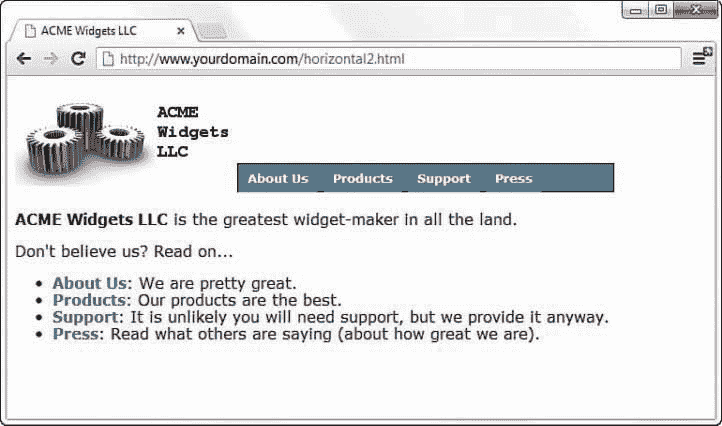 ACME Widgets LLC
http://www.yourdomain.com/horizontal2.html
ACME
Widgets
LLC
About Us Products Support Press
ACME Widgets LLC is the greatest widget-maker in all the land.
Don't believe us? Read on...
• About Us: We are pretty great.
• Products: Our products are the best.
• Support: It is unlikely you will need support, but we provide it anyway.
• Press: Read what others are saying (about how great we are).